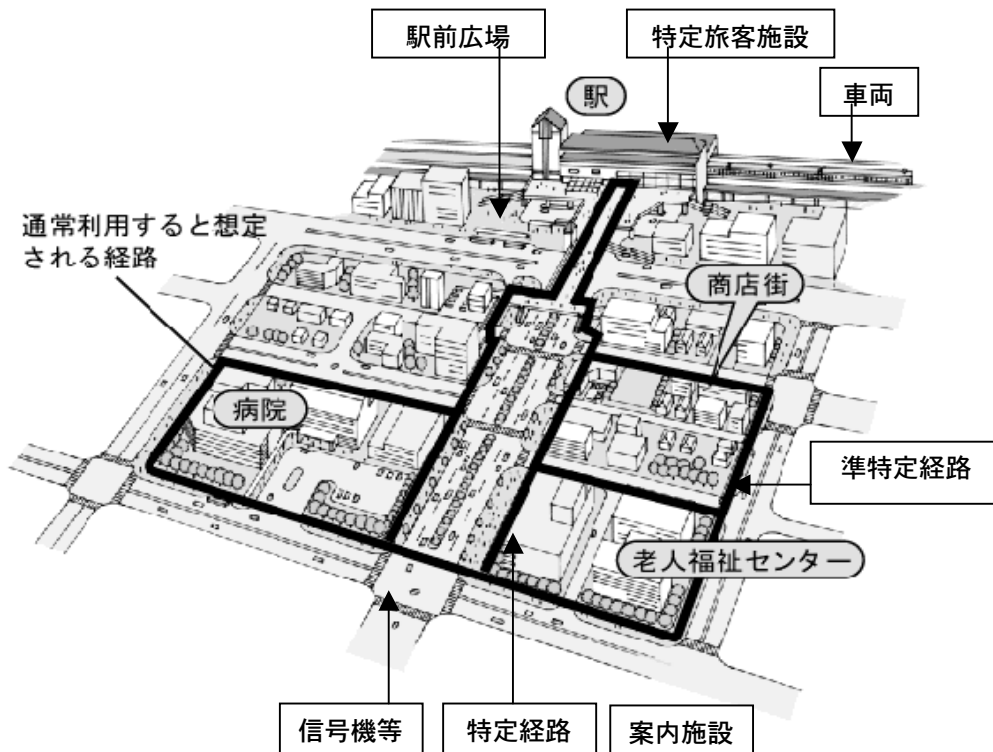 駅前広場
特定旅客施設
駅
車両
通常利用すると想定
される経路
商店街
病院
準特定経路
老人福祉センター
信号機等
特定経路
案内施設